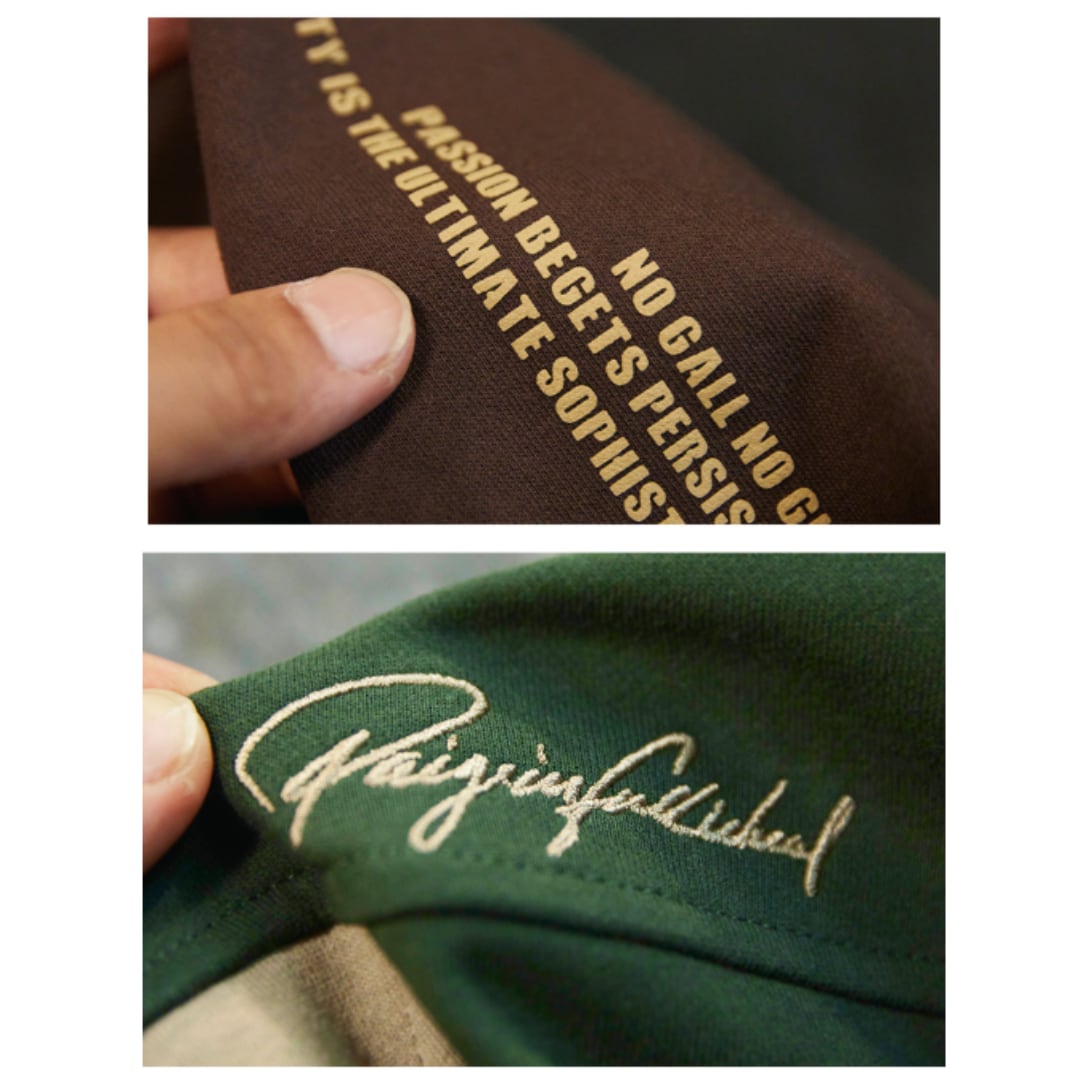 NO GALL NO G
PASSION BEGETS PERSIS
TY IS THE ULTIMATE SOPHIST